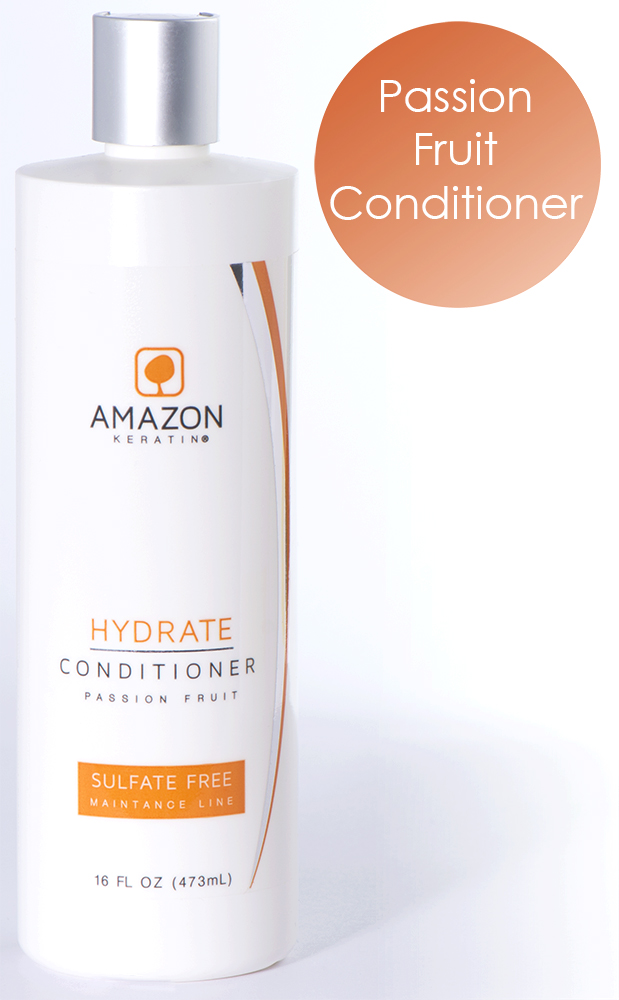 Passion
Fruit
Conditioner
AMAZON
KERATIN®
HYDRATE
CONDITIONER
PASSION FRUIT
SULFATE FREE
MAINTANCE LINE
16 FL OZ (473mL)